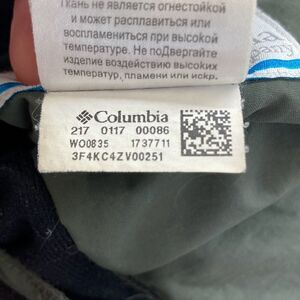 ткань не является огнестойкой
и может расплавиться или
воспламениться при высокой
температуре. Не подвергайте
изделие воздействию высоких
температур, пламени или искр.
Columbia
217 0117 00086
WO0835 1737711
3F4KC4ZV00251